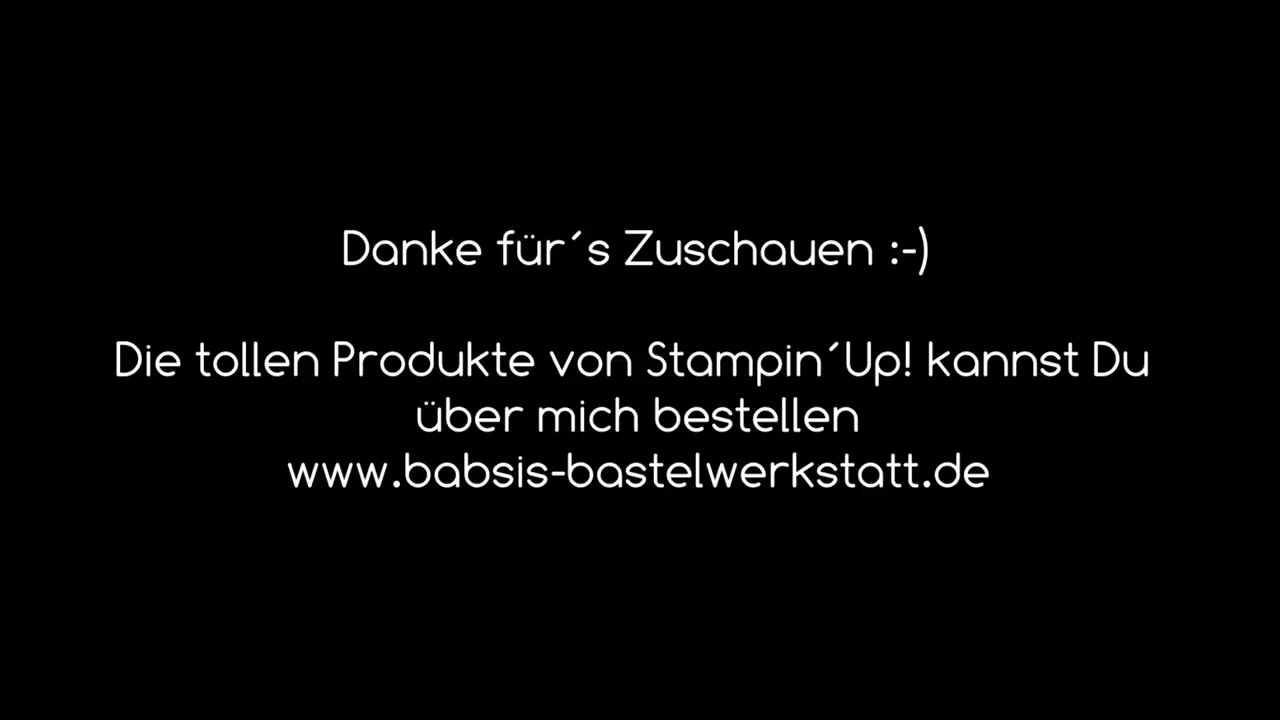 Danke für´s Zuschauen :-)
Die tollen Produkte von Stampin´Up! kannst Du
über mich bestellen
www.babsis-bastelwerkstatt.de